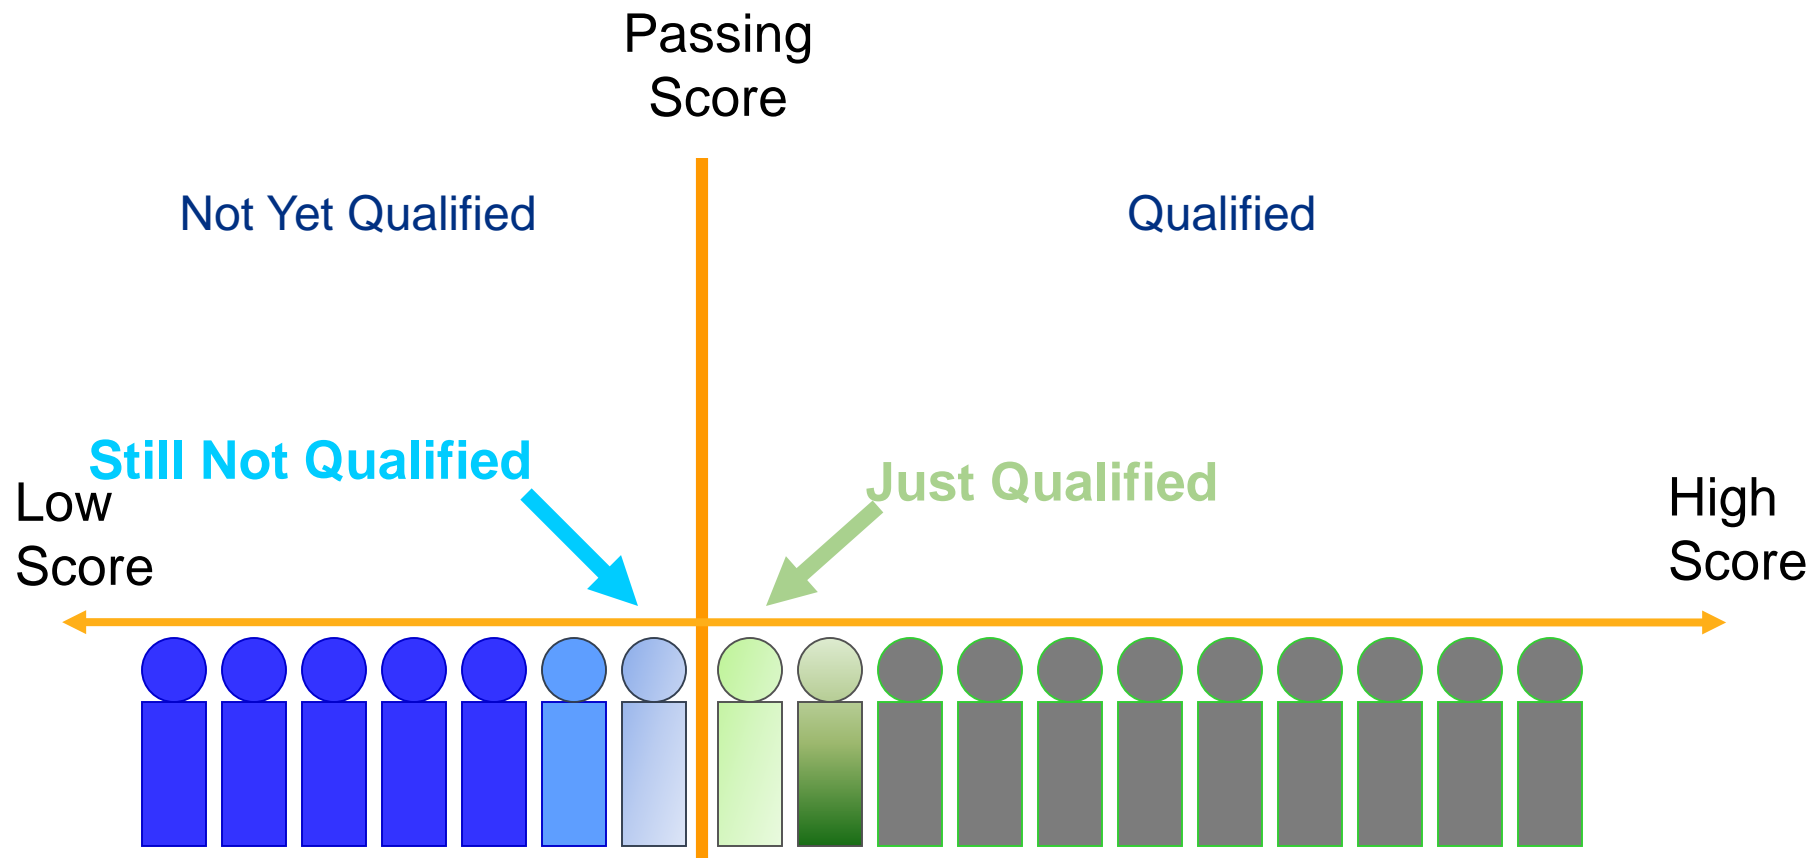 Passing
Score
Not Yet Qualified
Qualified
Still Not Qualified
Just Qualified
Low
Score
High
Score